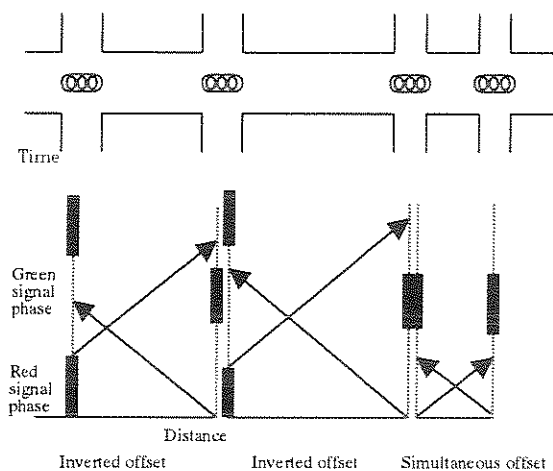 Time
Green
signal
phase
Red
signal
phase
Distance
Inverted offset
Inverted offset
Simultaneous offset